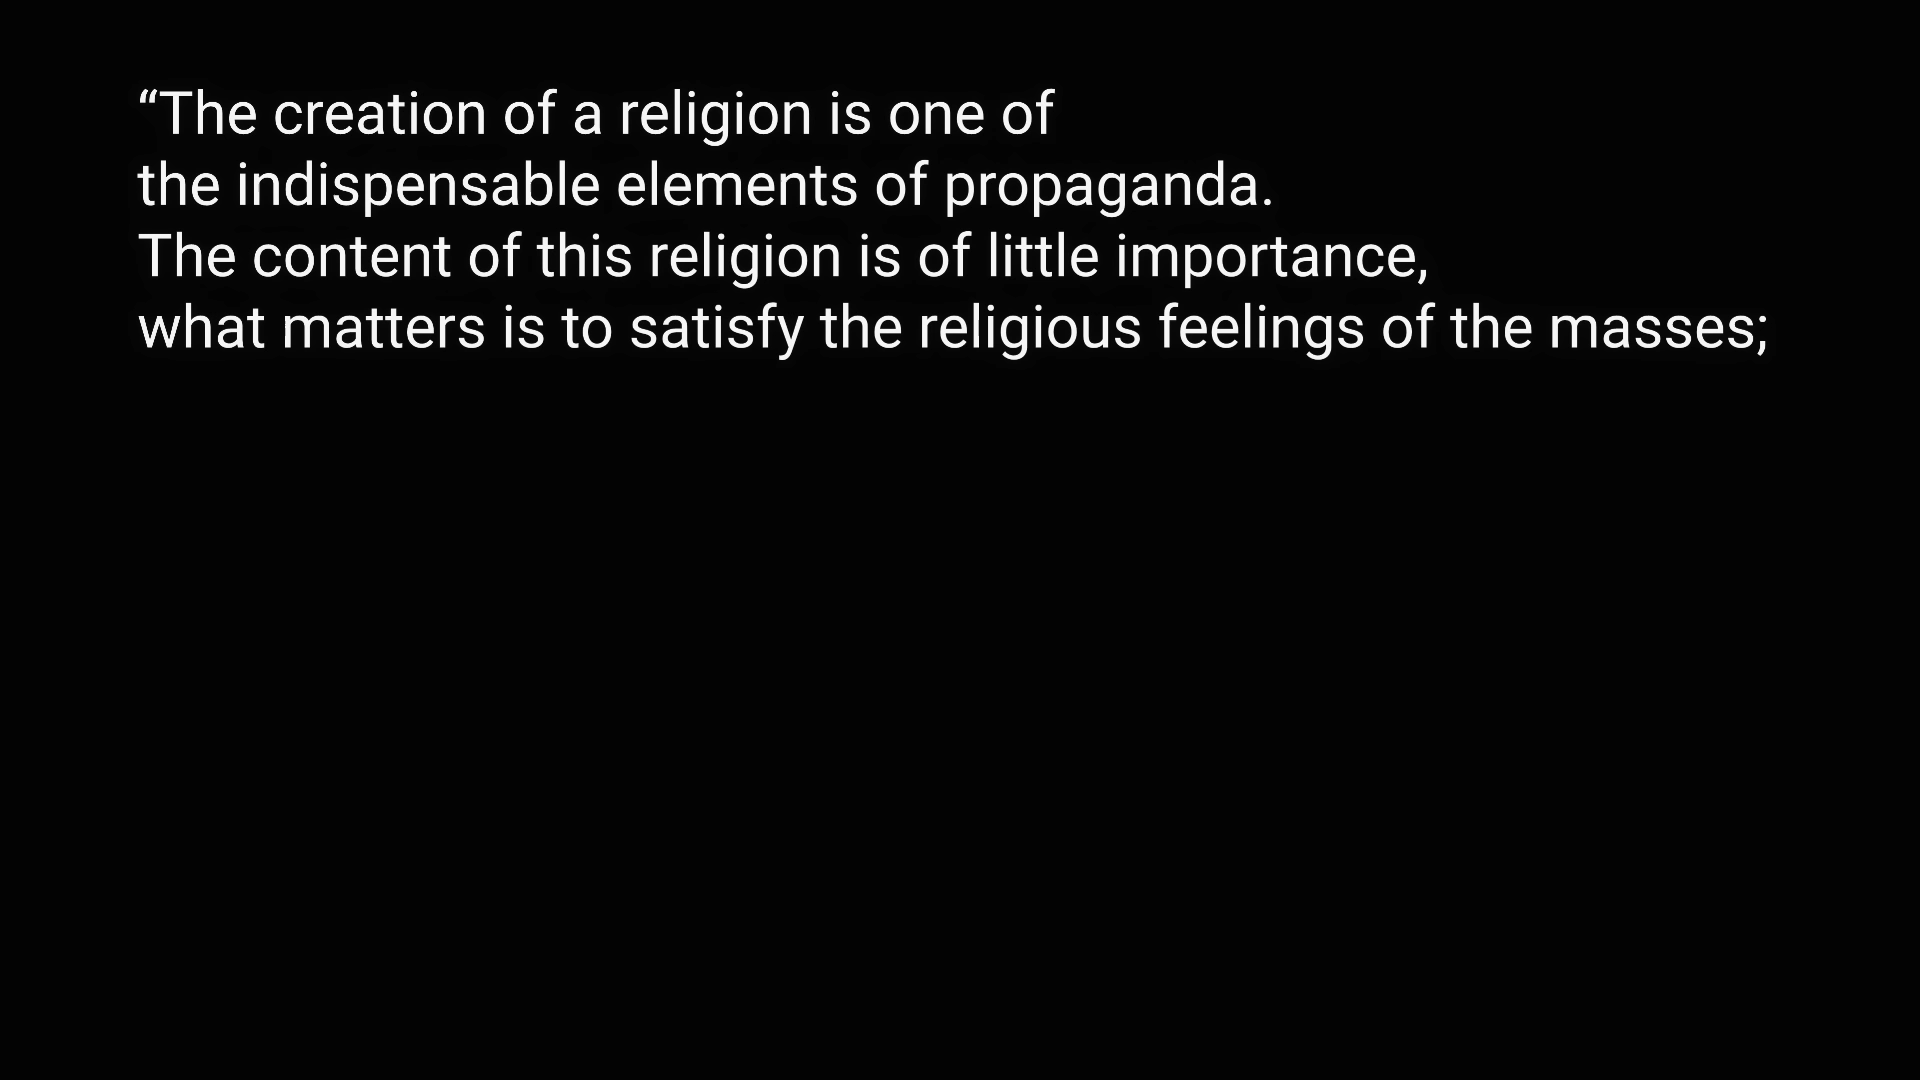 “The creation of a religion is one of
the indispensable elements of propaganda.
The content of this religion is of little importance,
what matters is to satisfy the religious feelings of the masses;